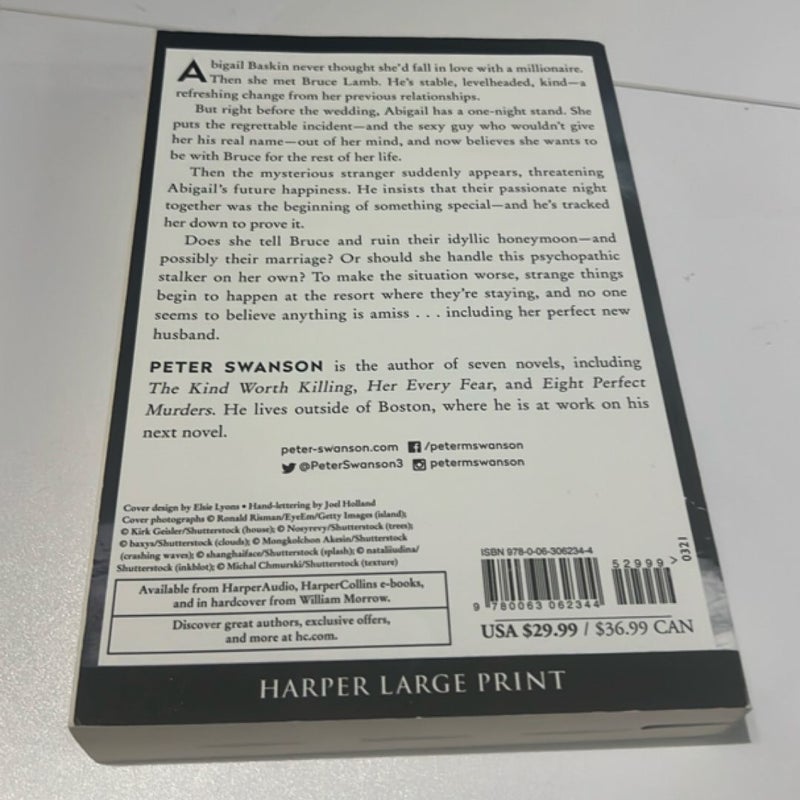 Abigail Baskin never thought she'd fall in love with a millionaire.
Then she met Bruce Lamb. He's stable, levelheaded, kind—a
refreshing change from her previous relationships.
But right before the wedding, Abigail has a one-night stand. She
puts the regrettable incident—and the sexy guy who wouldn't give
her his real name—out of her mind, and now believes she wants to
be with Bruce for the rest of her life.
Then the mysterious stranger suddenly appears, threatening
Abigail's future happiness. He insists that their passionate night
together was the beginning of something special—and he's tracked
her down to prove it.
Does she tell Bruce and ruin their idyllic honeymoon—and
possibly their marriage? Or should she handle this psychopathic
stalker on her own? To make the situation worse, strange things
begin to happen at the resort where they're staying, and no one
seems to believe anything is amiss . . . including her perfect new
husband.
PETER SWANSON is the author of seven novels, including
The Kind Worth Killing, Her Every Fear, and Eight Perfect
Murders. He lives outside of Boston, where he is at work on his
next novel.
peter-swanson.com /petermswanson
@PeterSwanson3 petermswanson
Cover design by Elsie Lyons • Hand-lettering by Joel Holland
Cover photographs © Ronald Risman/EyeEm/Getty Images (island);
© Kirk Geisler/Shutterstock (house); © Nosyrevy/Shutterstock (trees);
© baxys/Shutterstock (clouds); © Mongkolchon Akesin/Shutterstock
(crashing waves); © shanghaiface/Shutterstock (splash); © nataliiudina/
Shutterstock (inkblot); © Michal Chmurski/Shutterstock (texture)
Available from HarperAudio, HarperCollins e-books,
and in hardcover from William Morrow.
Discover great authors, exclusive offers,
and more at hc.com.
ISBN 978-0-06-306234-4
52999>
0321
9 780063 062344
USA $29.99 / $36.99 CAN
HARPER LARGE PRINT